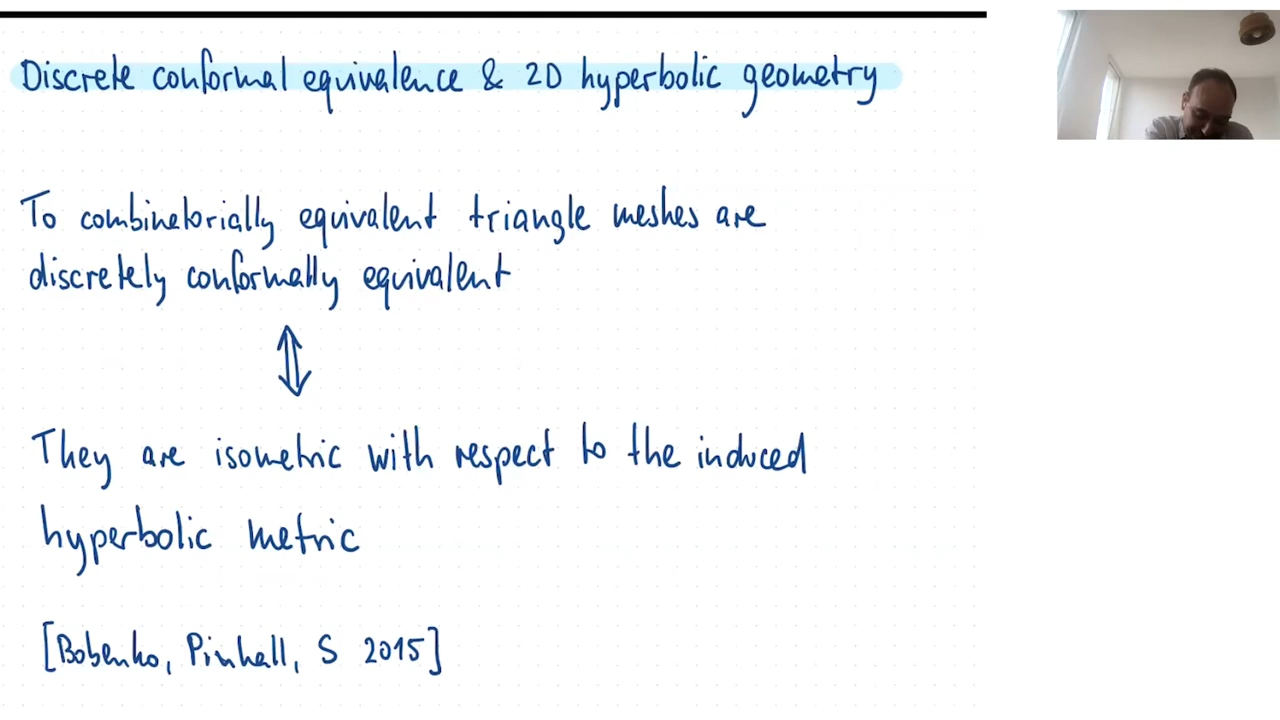 Discrete conformal equivalence & 2D hyperbolic geometry
To combinatorially equivalent triangle meshes are
discretely conformally equivalent
They are isometric with respect to the induced
hyperbolic metric
[Bobenko, Pinkall, S 2015]